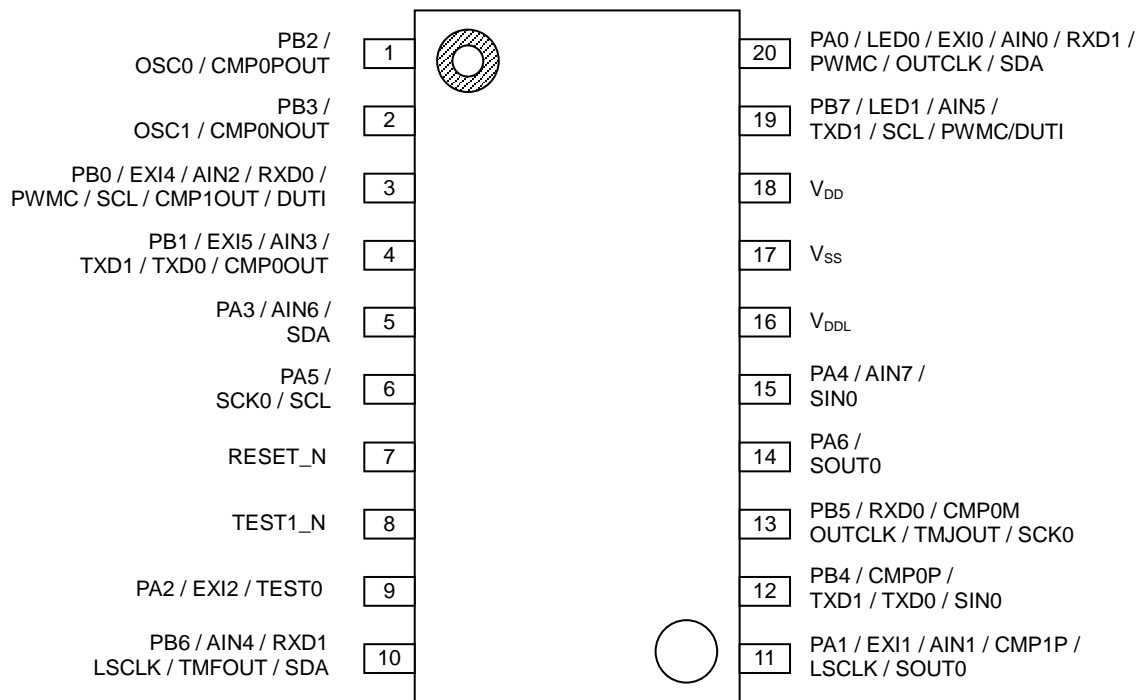 PB2 /
OSC0 / CMP0POUT
1
PB3 /
OSC1 / CMP0NOUT
2
PB0 / EXI4 / AIN2 / RXD0 /
PWMC / SCL / CMP1OUT / DUTI
3
PB1 / EXI5 / AIN3 /
TXD1 / TXD0 / CMP0OUT
4
PA3 / AIN6 /
SDA
5
PA5 /
SCK0 / SCL
6
RESET_N
7
TEST1_N
8
PA2 / EXI2 / TEST0
9
PB6 / AIN4 / RXD1
LSCLK / TMFOUT / SDA
10
20
PA0 / LED0 / EXI0 / AIN0 / RXD1 /
PWMC / OUTCLK / SDA
19
PB7 / LED1 / AIN5 /
TXD1 / SCL / PWMC/DUTI
18
VDD
17
VSS
16
VDDL
15
PA4 / AIN7 /
SIN0
14
PA6 /
SOUT0
13
PB5 / RXD0 / CMP0M
OUTCLK / TMJOUT / SCK0
12
PB4 / CMP0P /
TXD1 / TXD0 / SIN0
11
PA1 / EXI1 / AIN1 / CMP1P /
LSCLK / SOUT0